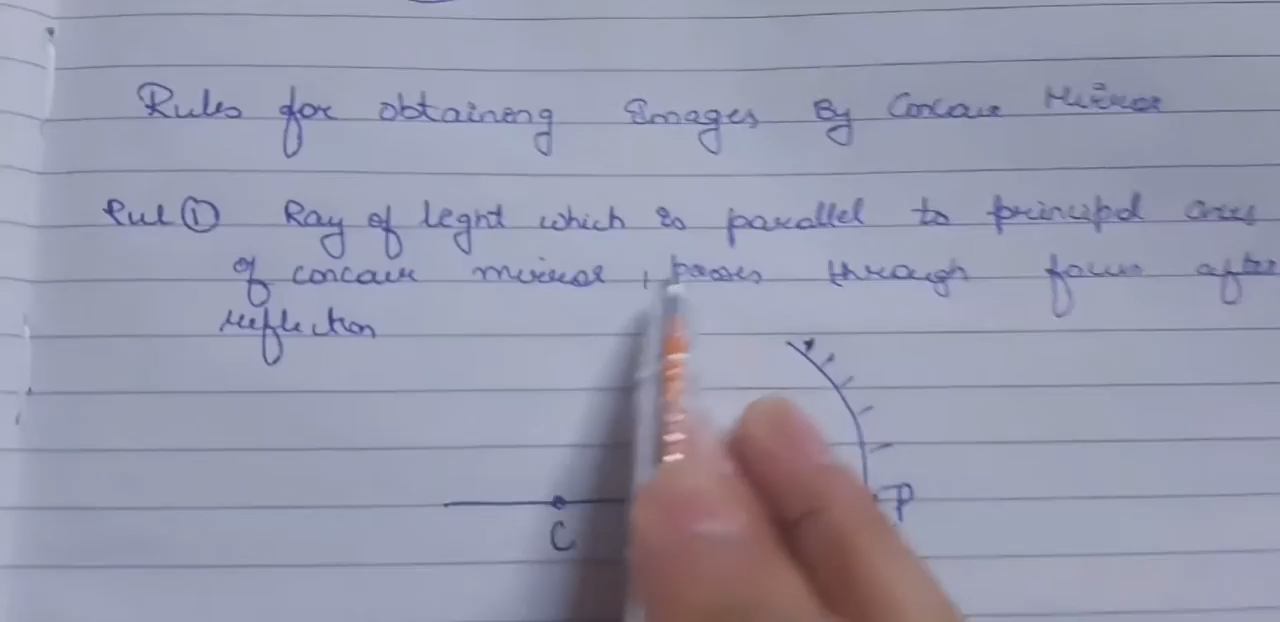 Rules for obtaining Images By Concave Mirror
Rul ① Ray of light which is parallel to principal axis
of concave mirror, passes through focus after
reflection
C
P